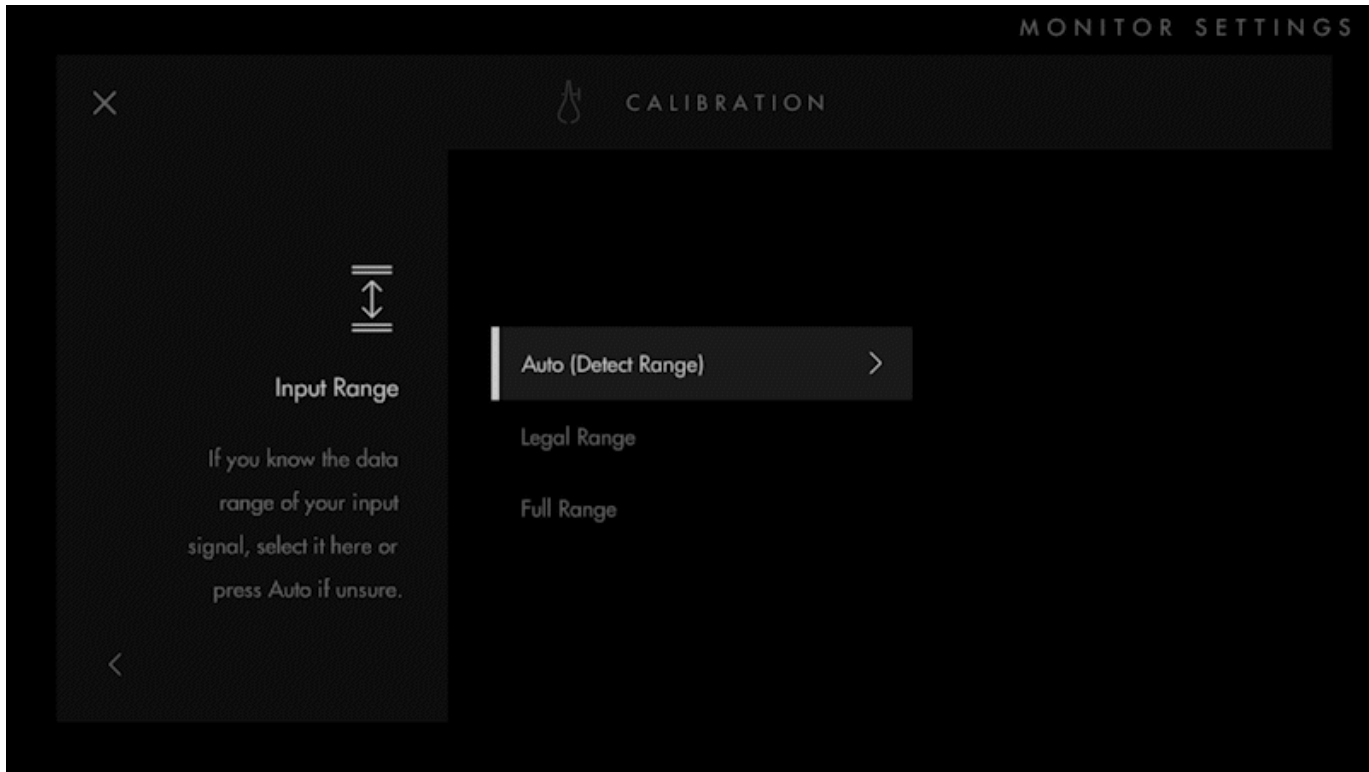 MONITOR SETTINGS
CALIBRATION
Input Range
If you know the data
range of your input
signal, select it here or
press Auto if unsure.
Auto (Detect Range)
Legal Range
Full Range